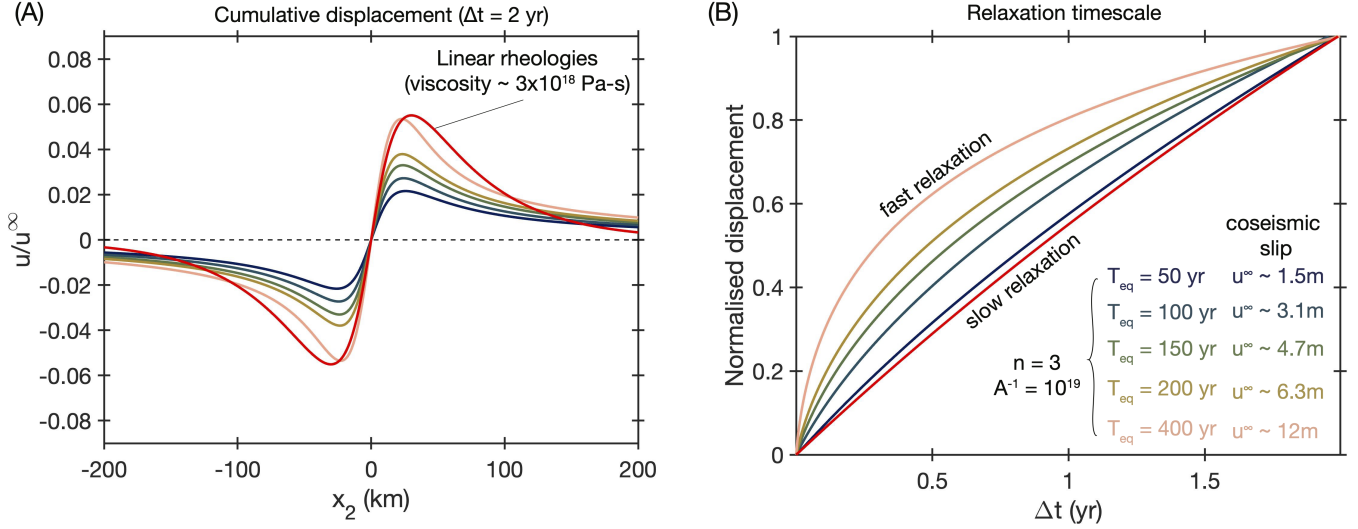 (A)
Cumulative displacement (Δt = 2 yr)
Linear rheologies
(viscosity ~ 3x10¹⁸ Pa-s)
0.08
0.06
0.04
0.02
0
-0.02
-0.04
-0.06
-0.08
u/u^∞
-200
-100
0
100
200
x₂ (km)
(B)
Relaxation timescale
1
0.8
0.6
0.4
0.2
0
Normalised displacement
fast relaxation
slow relaxation
coseismic
slip
T_eq = 50 yr u^∞ ~ 1.5m
T_eq = 100 yr u^∞ ~ 3.1m
T_eq = 150 yr u^∞ ~ 4.7m
T_eq = 200 yr u^∞ ~ 6.3m
T_eq = 400 yr u^∞ ~ 12m
n = 3
A⁻¹ = 10¹⁹
0.5
1
1.5
Δt (yr)